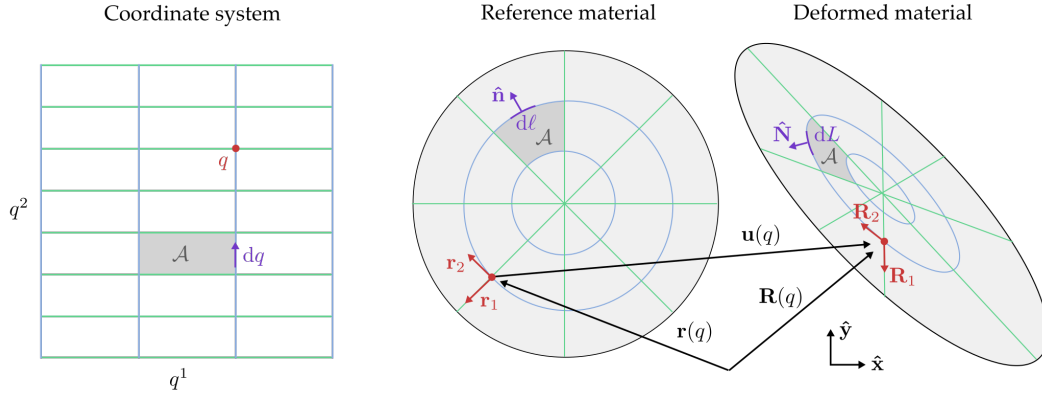 Coordinate system
Reference material
Deformed material
q
𝒜
dq
q²
q¹
n̂
dℓ
𝒜
r₂
r₁
u(q)
r(q)
R(q)
N̂
dL
𝒜
R₂
R₁
ŷ
x̂